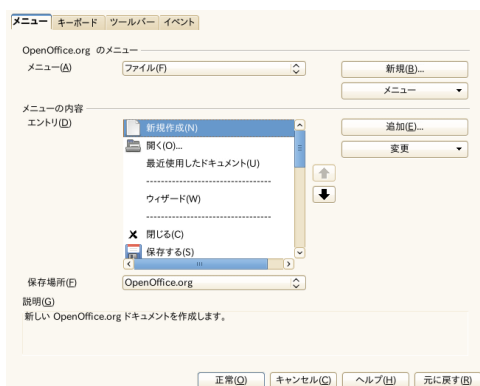 メニュー キーボード ツールバー イベント
OpenOffice.org のメニュー
メニュー(A) ファイル(F) 新規(B)...
メニュー
メニューの内容
エントリ(D) 新規作成(N) 追加(E)...
開く(O)... 変更
最近使用したドキュメント(U)
----------------------------------
ウィザード(W)
----------------------------------
閉じる(C)
保存する(S)
保存場所(F) OpenOffice.org
説明(G)
新しい OpenOffice.org ドキュメントを作成します。
正常(O) キャンセル(C) ヘルプ(H) 元に戻す(R)